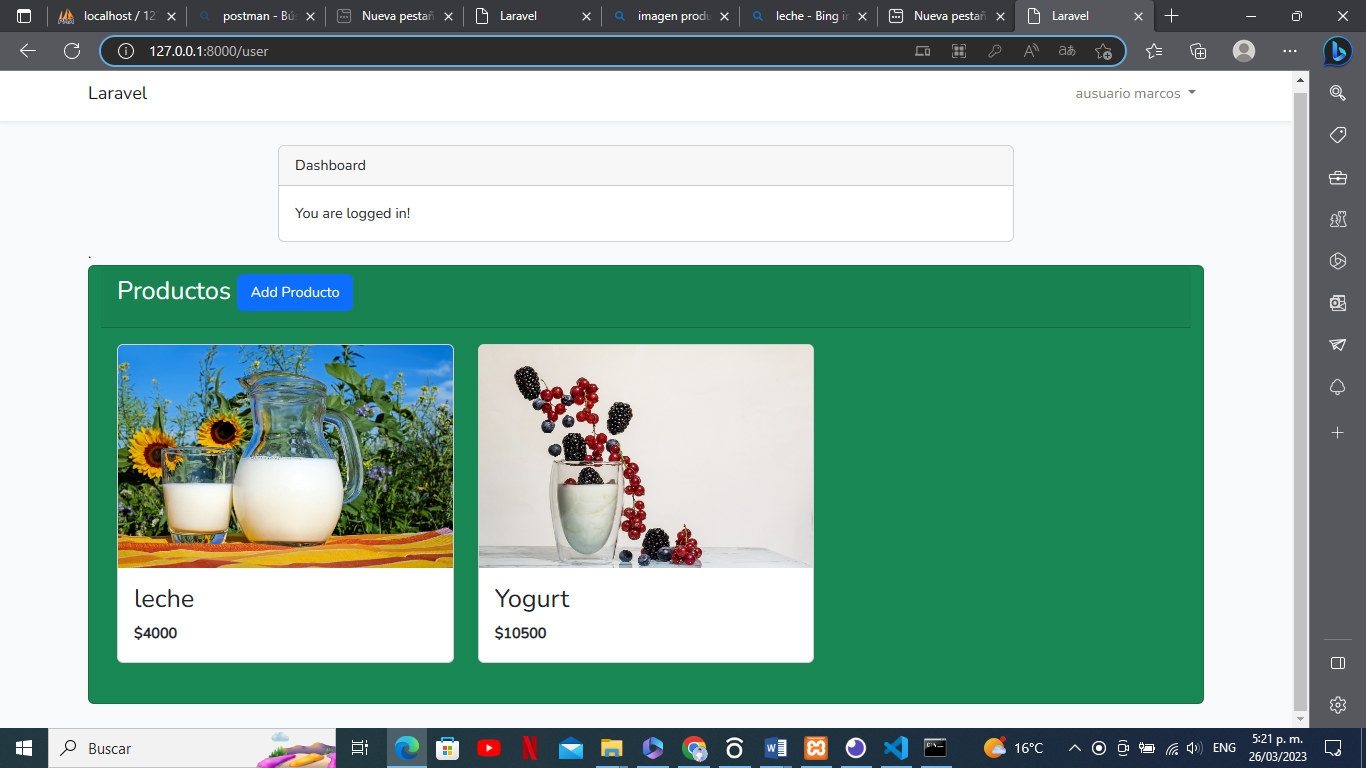 localhost / 12
postman - Bús
Nueva pestañ
Laravel
imagen produ
leche - Bing in
Nueva pestañ
Laravel
127.0.0.1:8000/user
Laravel
ausuario marcos
Dashboard
You are logged in!
.
Productos Add Producto
leche
$4000
Yogurt
$10500
Buscar
16°C
ENG
5:21 p. m.
26/03/2023